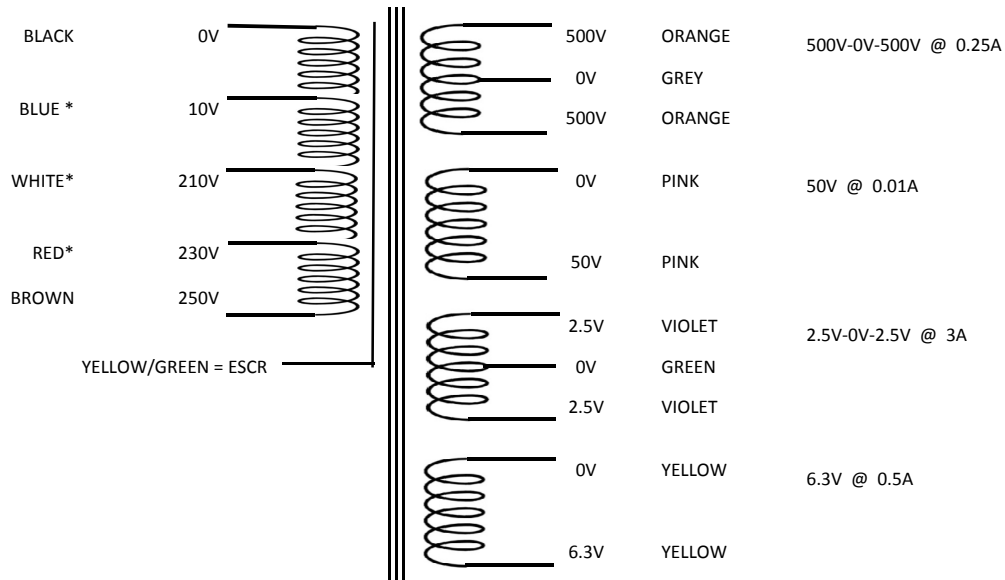 BLACK 0V
BLUE * 10V
WHITE* 210V
RED* 230V
BROWN 250V
YELLOW/GREEN = ESCR
500V ORANGE 500V-0V-500V @ 0.25A
0V GREY
500V ORANGE
0V PINK 50V @ 0.01A
50V PINK
2.5V VIOLET 2.5V-0V-2.5V @ 3A
0V GREEN
2.5V VIOLET
0V YELLOW 6.3V @ 0.5A
6.3V YELLOW